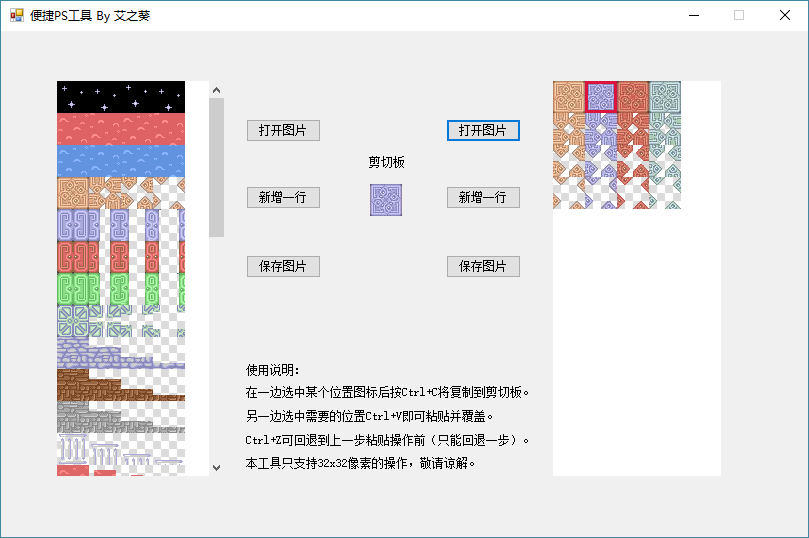 便捷PS工具 By 艾之葵
打开图片
打开图片
剪切板
新增一行
新增一行
保存图片
保存图片
使用说明：
在一边选中某个位置图标后按Ctrl+C将复制到剪切板。
另一边选中需要的位置Ctrl+V即可粘贴并覆盖。
Ctrl+Z可回退到上一步粘贴操作前（只能回退一步）。
本工具只支持32x32像素的操作，敬请谅解。